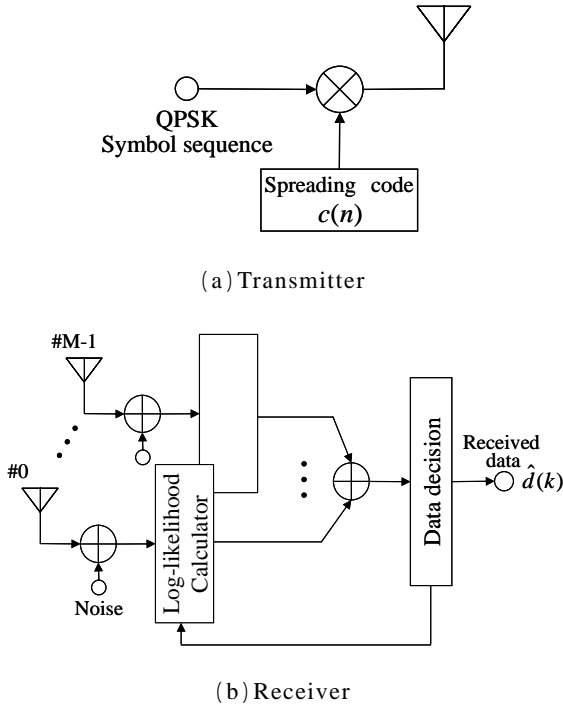 QPSK
Symbol sequence
Spreading code
c(n)
(a) Transmitter
#M-1
#0
Noise
Log-likelihood
Calculator
Data decision
Received
data
d̂(k)
(b) Receiver